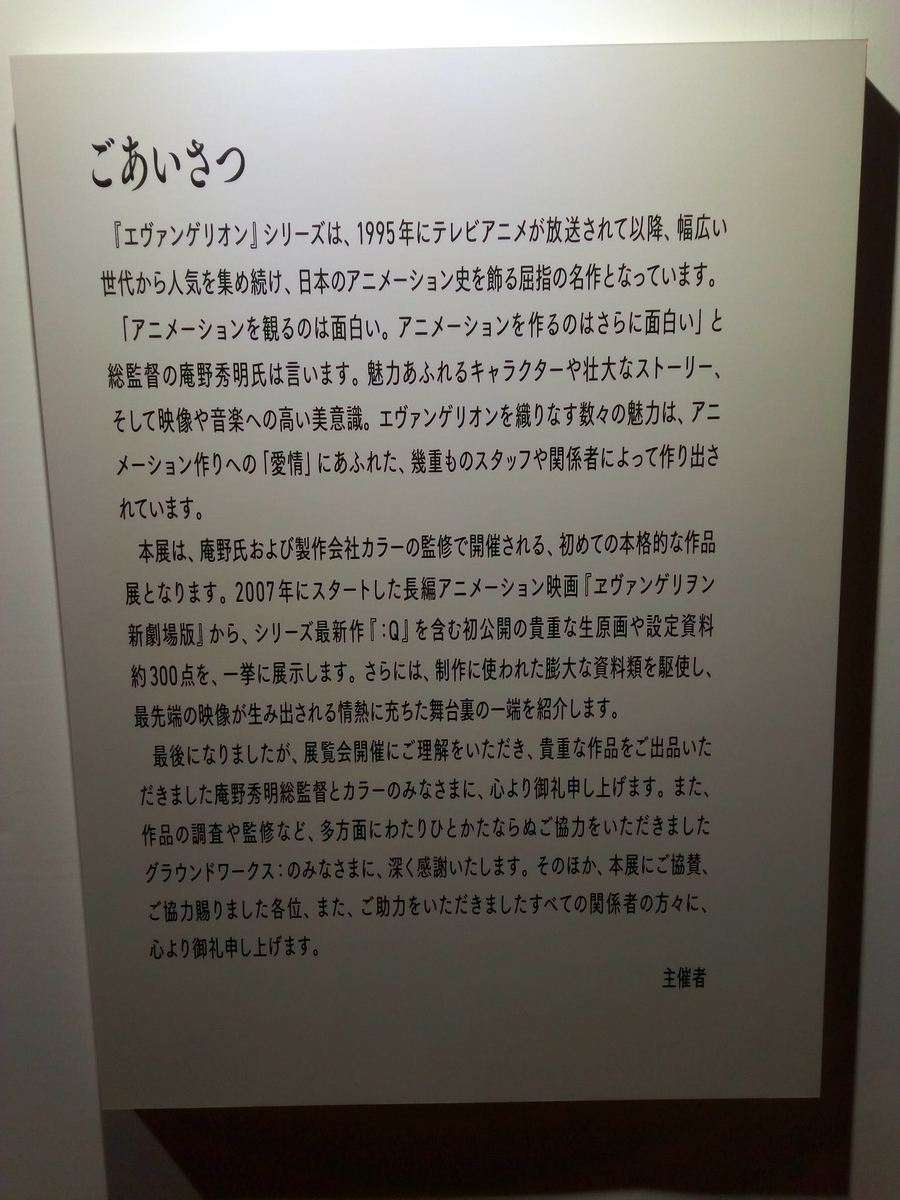 ごあいさつ
『エヴァンゲリオン』シリーズは、1995年にテレビアニメが放送されて以降、幅広い
世代から人気を集め続け、日本のアニメーション史を飾る屈指の名作となっています。
「アニメーションを観るのは面白い。アニメーションを作るのはさらに面白い」と
総監督の庵野秀明氏は言います。魅力あふれるキャラクターや壮大なストーリー、
そして映像や音楽への高い美意識。エヴァンゲリオンを織りなす数々の魅力は、アニ
メーション作りへの「愛情」にあふれた、幾重ものスタッフや関係者によって作り出さ
れています。
本展は、庵野氏および製作会社カラーの監修で開催される、初めての本格的な作品
展となります。2007年にスタートした長編アニメーション映画『ヱヴァンゲリヲン
新劇場版』から、シリーズ最新作『：Q』を含む初公開の貴重な生原画や設定資料
約300点を、一挙に展示します。さらには、制作に使われた膨大な資料類を駆使し、
最先端の映像が生み出される情熱に充ちた舞台裏の一端を紹介します。
最後になりましたが、展覧会開催にご理解をいただき、貴重な作品をご出品いた
だきました庵野秀明総監督とカラーのみなさまに、心より御礼申し上げます。また、
作品の調査や監修など、多方面にわたりひとかたならぬご協力をいただきました
グラウンドワークス：のみなさまに、深く感謝いたします。そのほか、本展にご協賛、
ご協力賜りました各位、また、ご助力をいただきましたすべての関係者の方々に、
心より御礼申し上げます。
主催者